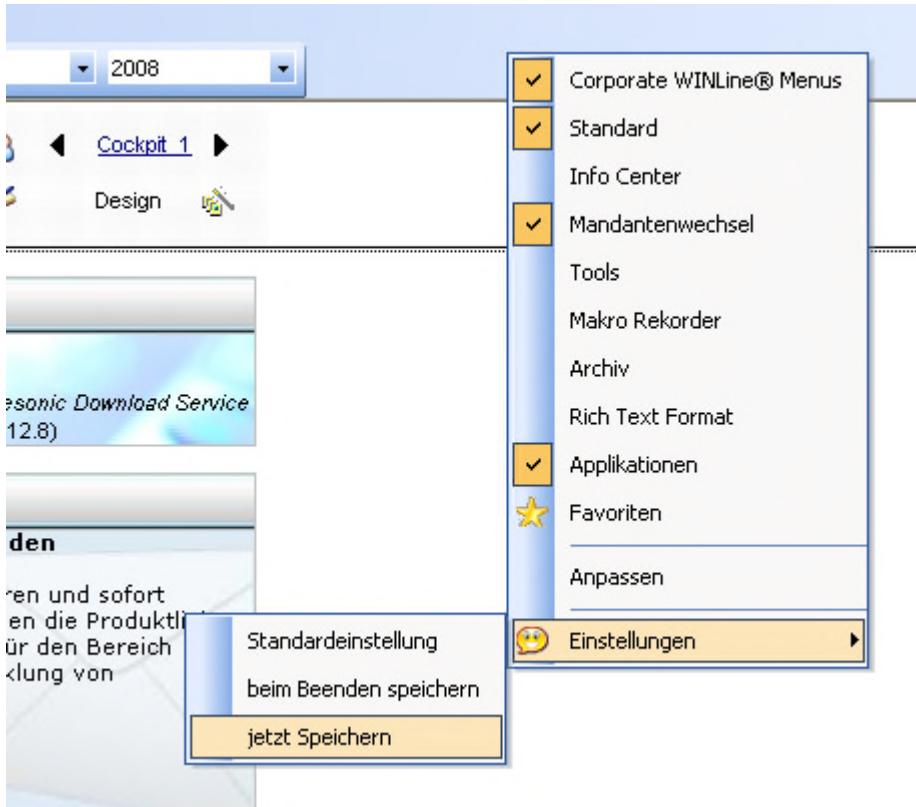 2008
Cockpit 1
Design
Download Service
12.8)
den
ren und sofort
en die
ür den Bereich
klung von
Corporate WINLine® Menus
Standard
Info Center
Mandantenwechsel
Tools
Makro Rekorder
Archiv
Rich Text Format
Applikationen
Favoriten
Anpassen
Einstellungen
Standardeinstellung
beim Beenden speichern
jetzt Speichern